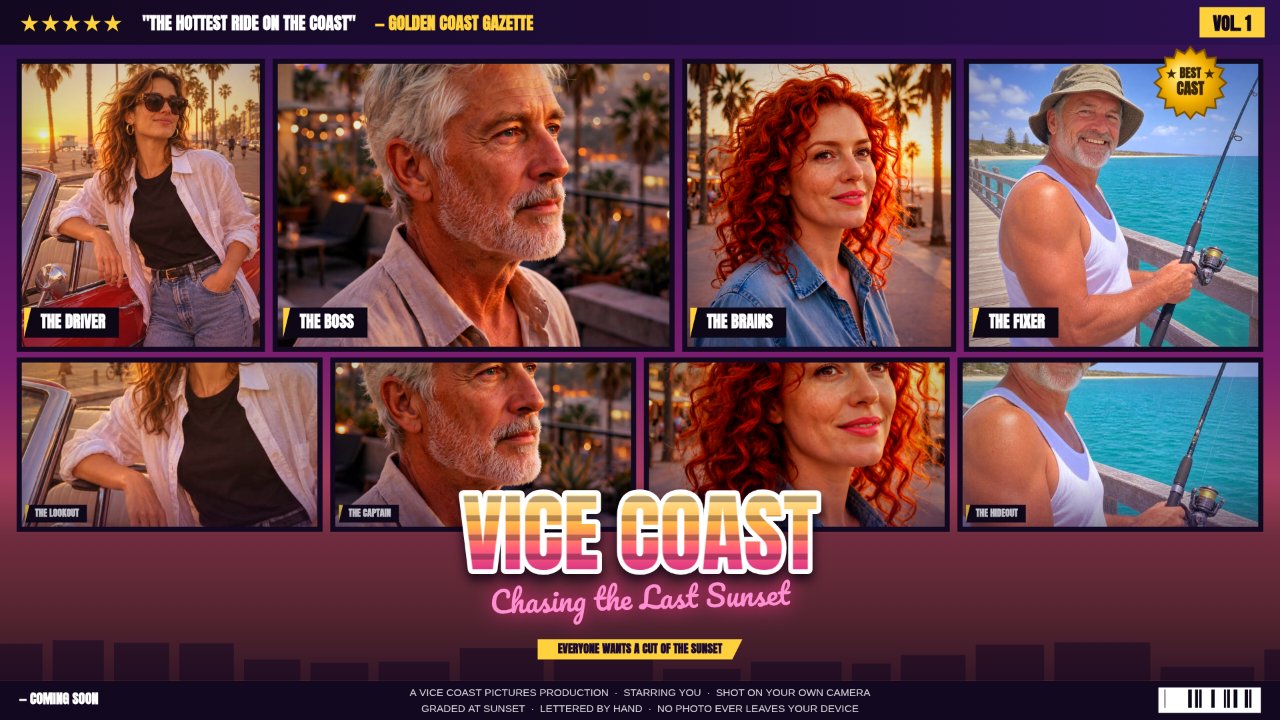 ★★★★★ "THE HOTTEST RIDE ON THE COAST" – GOLDEN COAST GAZETTE
VOL. 1
★ BEST ★
CAST
THE DRIVER
THE BOSS
THE BRAINS
THE FIXER
THE LOOKOUT
THE CAPTAIN
THE HIDEOUT
VICE COAST
Chasing the Last Sunset
EVERYONE WANTS A CUT OF THE SUNSET
– COMING SOON
A VICE COAST PICTURES PRODUCTION · STARRING YOU · SHOT ON YOUR OWN CAMERA
GRADED AT SUNSET · LETTERED BY HAND · NO PHOTO EVER LEAVES YOUR DEVICE